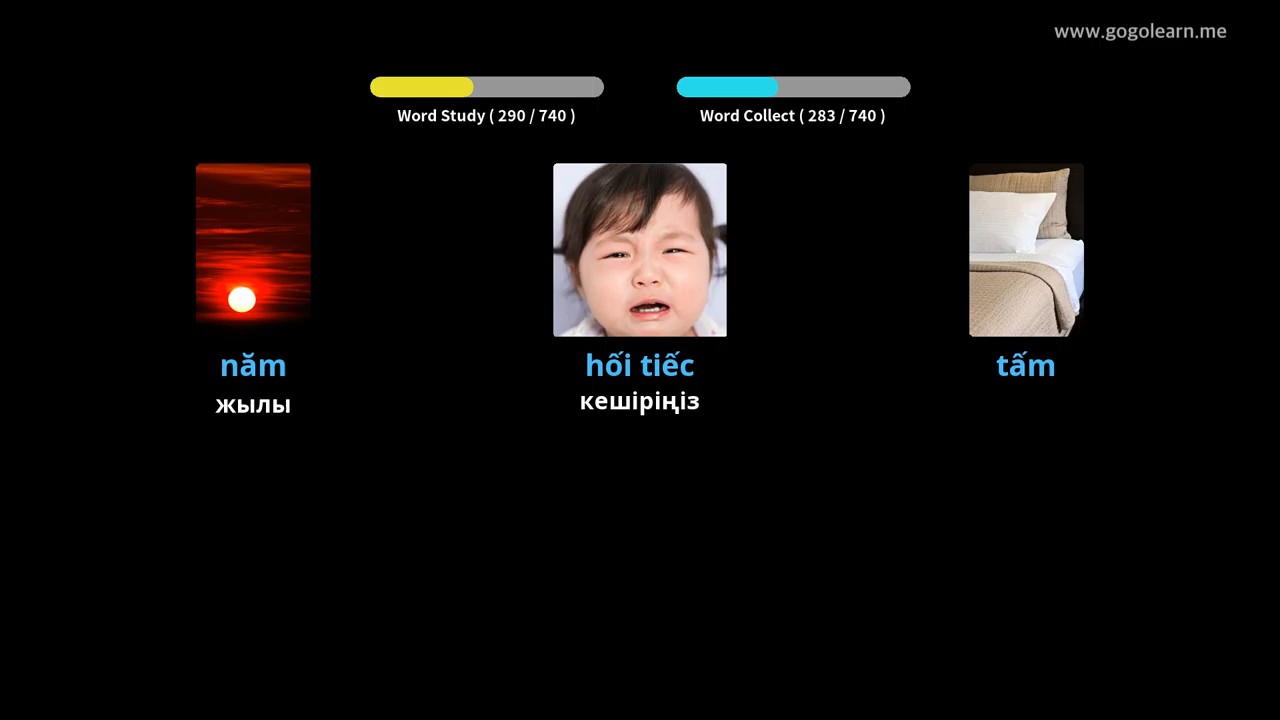 www.gogolearn.me
Word Study ( 290 / 740 )
Word Collect ( 283 / 740 )
năm
жылы
hối tiếc
кешіріңіз
tấm